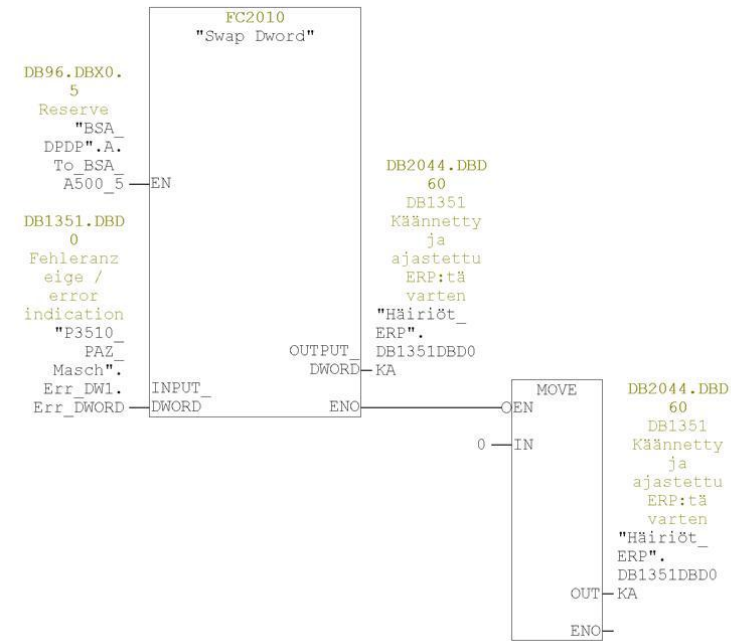 FC2010
"Swap Dword"
DB96.DBX0.
5
Reserve
"BSA_
DPDP".A.
To_BSA_
A500_5
EN
DB1351.DBD
0
Fehleranz
eige /
error
indication
"P3510_
PAZ_
Masch".
Err_DW1.
Err_DWORD
INPUT_
DWORD
OUTPUT_
DWORD
ENO
DB2044.DBD
60
DB1351
Käännetty
ja
ajastettu
ERP:tä
varten
"Häiriöt_
ERP".
DB1351DBD0
KA
MOVE
EN
0
IN
OUT
ENO
DB2044.DBD
60
DB1351
Käännetty
ja
ajastettu
ERP:tä
varten
"Häiriöt_
ERP".
DB1351DBD0
KA